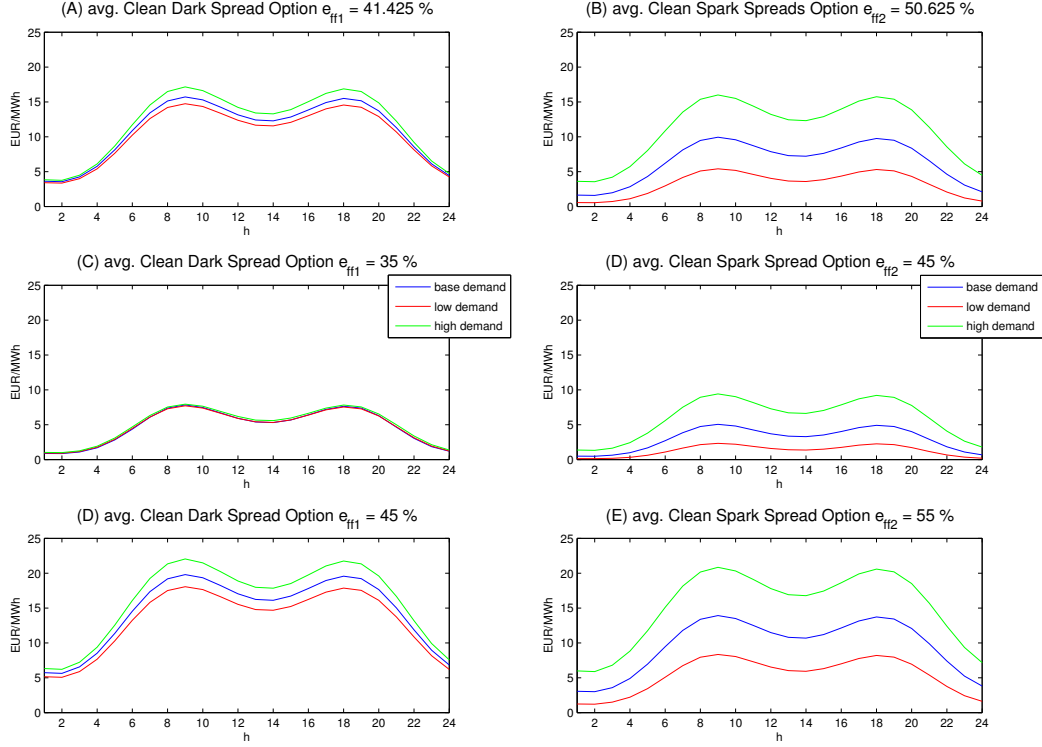 (A) avg. Clean Dark Spread Option e_ff1 = 41.425 %
25
20
15
10
5
0
EUR/MWh
2 4 6 8 10 12 14 16 18 20 22 24
h
(B) avg. Clean Spark Spreads Option e_ff2 = 50.625 %
25
20
15
10
5
0
EUR/MWh
2 4 6 8 10 12 14 16 18 20 22 24
h
(C) avg. Clean Dark Spread Option e_ff1 = 35 %
25
20
15
10
5
0
EUR/MWh
2 4 6 8 10 12 14 16 18 20 22 24
h
base demand
low demand
high demand
(D) avg. Clean Spark Spread Option e_ff2 = 45 %
25
20
15
10
5
0
EUR/MWh
2 4 6 8 10 12 14 16 18 20 22 24
h
base demand
low demand
high demand
(D) avg. Clean Dark Spread Option e_ff1 = 45 %
25
20
15
10
5
0
EUR/MWh
2 4 6 8 10 12 14 16 18 20 22 24
h
(E) avg. Clean Spark Spread Option e_ff2 = 55 %
25
20
15
10
5
0
EUR/MWh
2 4 6 8 10 12 14 16 18 20 22 24
h